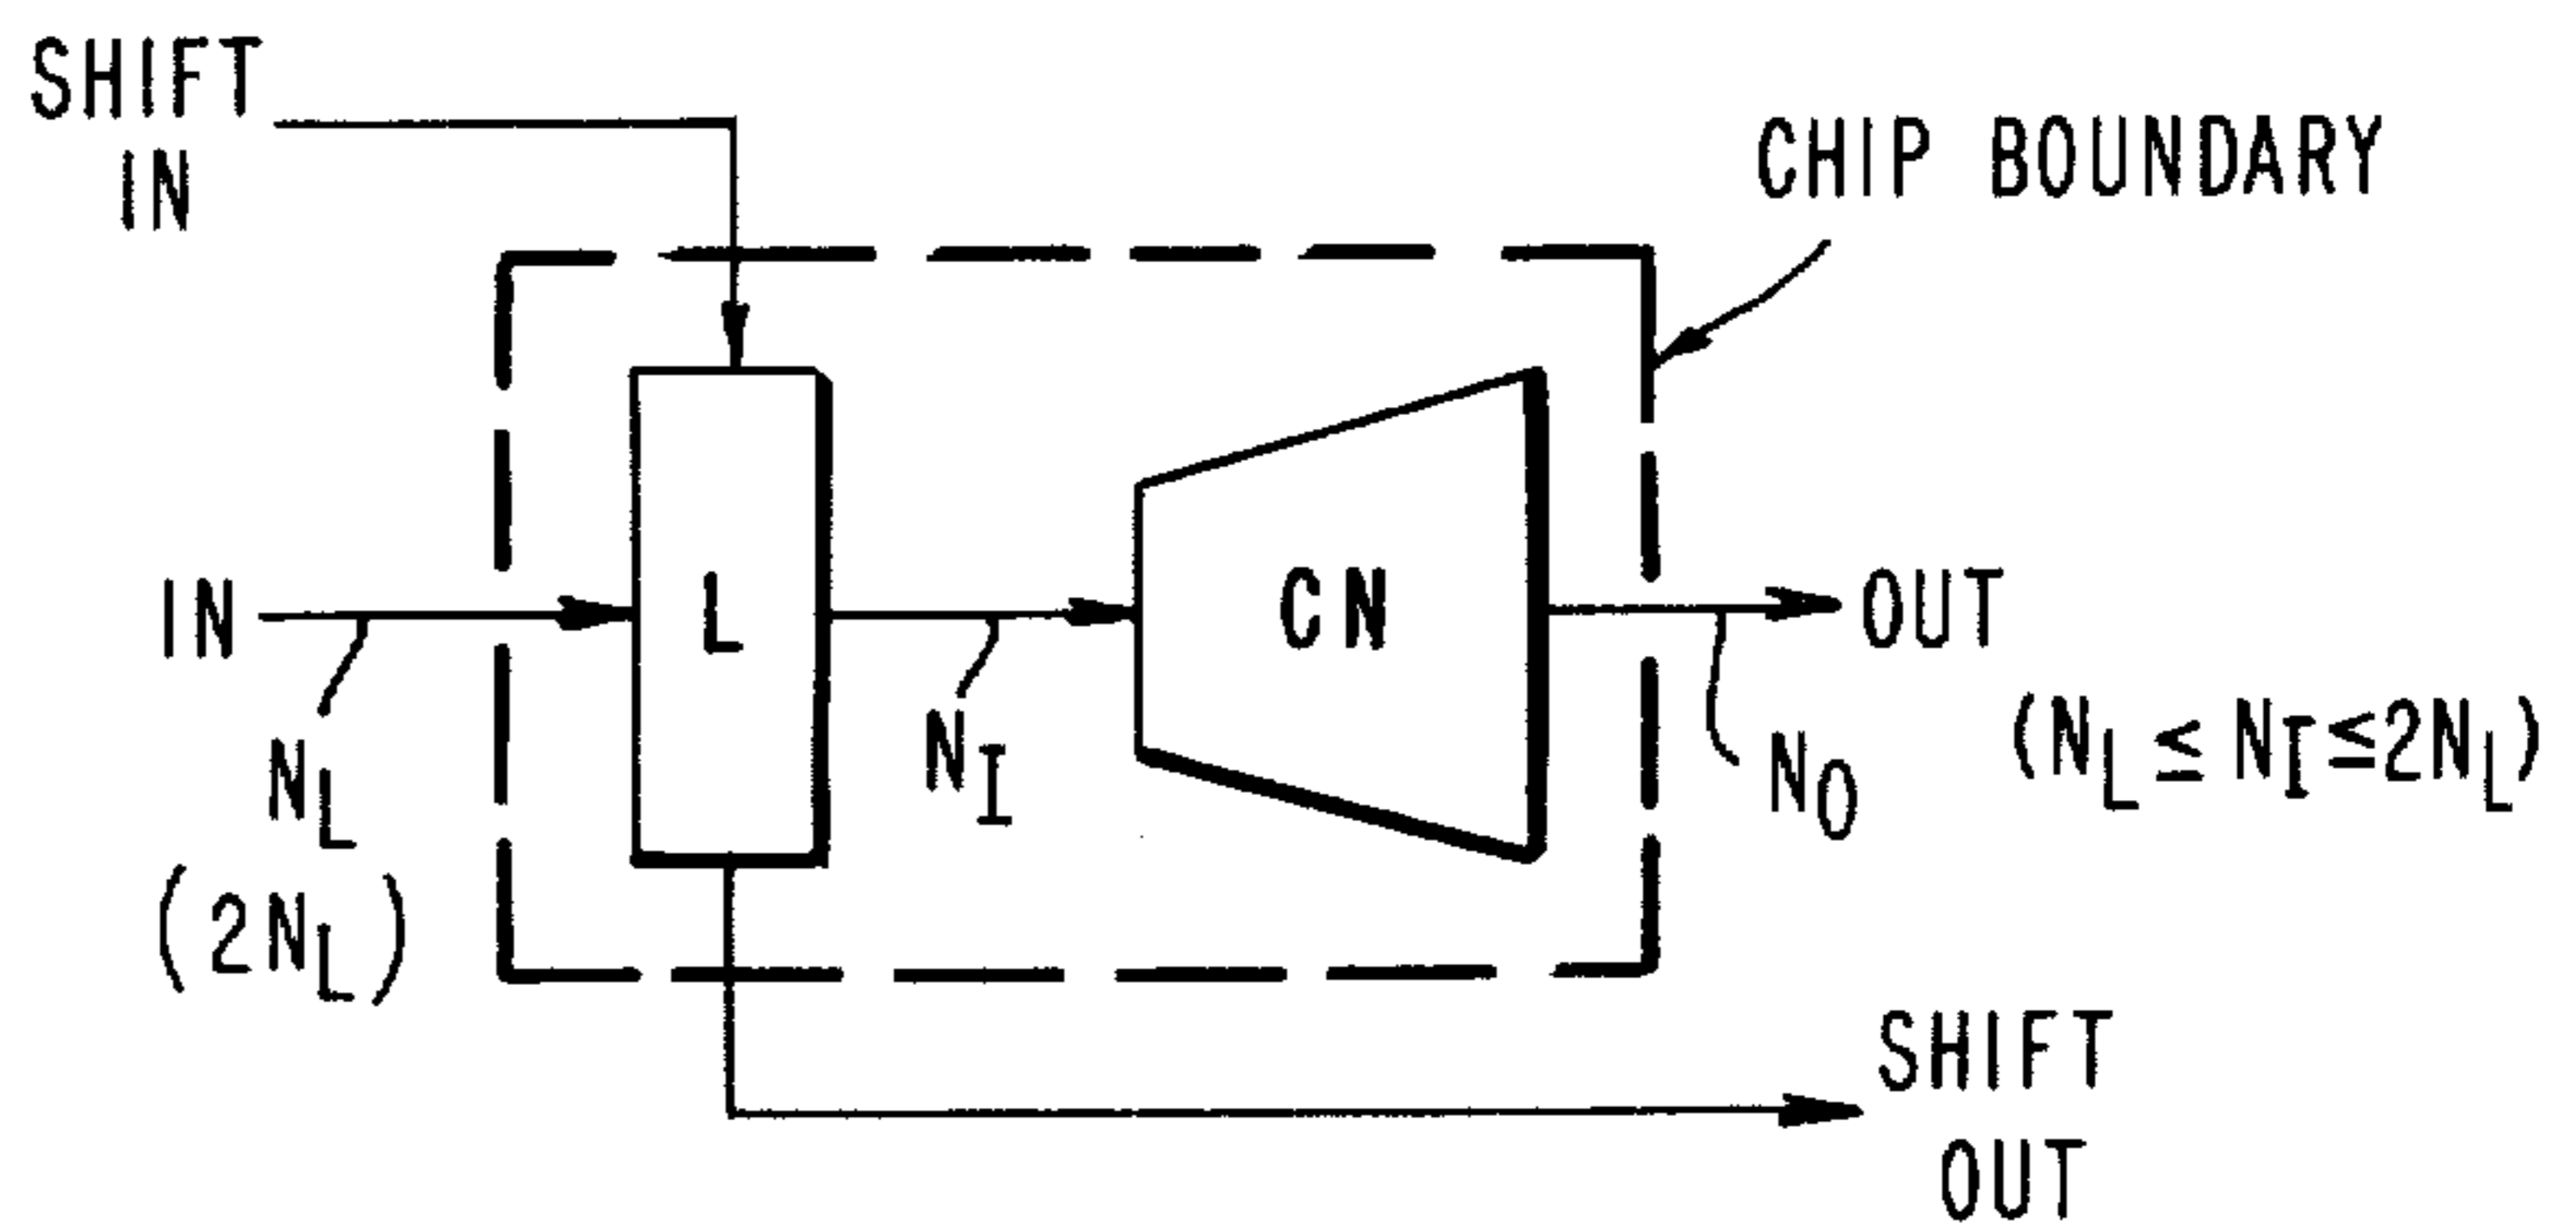 SHIFT
IN
CHIP BOUNDARY
IN
L
CN
OUT
N_L
(2N_L)
N_I
N_O
(N_L ≤ N_I ≤ 2N_L)
SHIFT
OUT